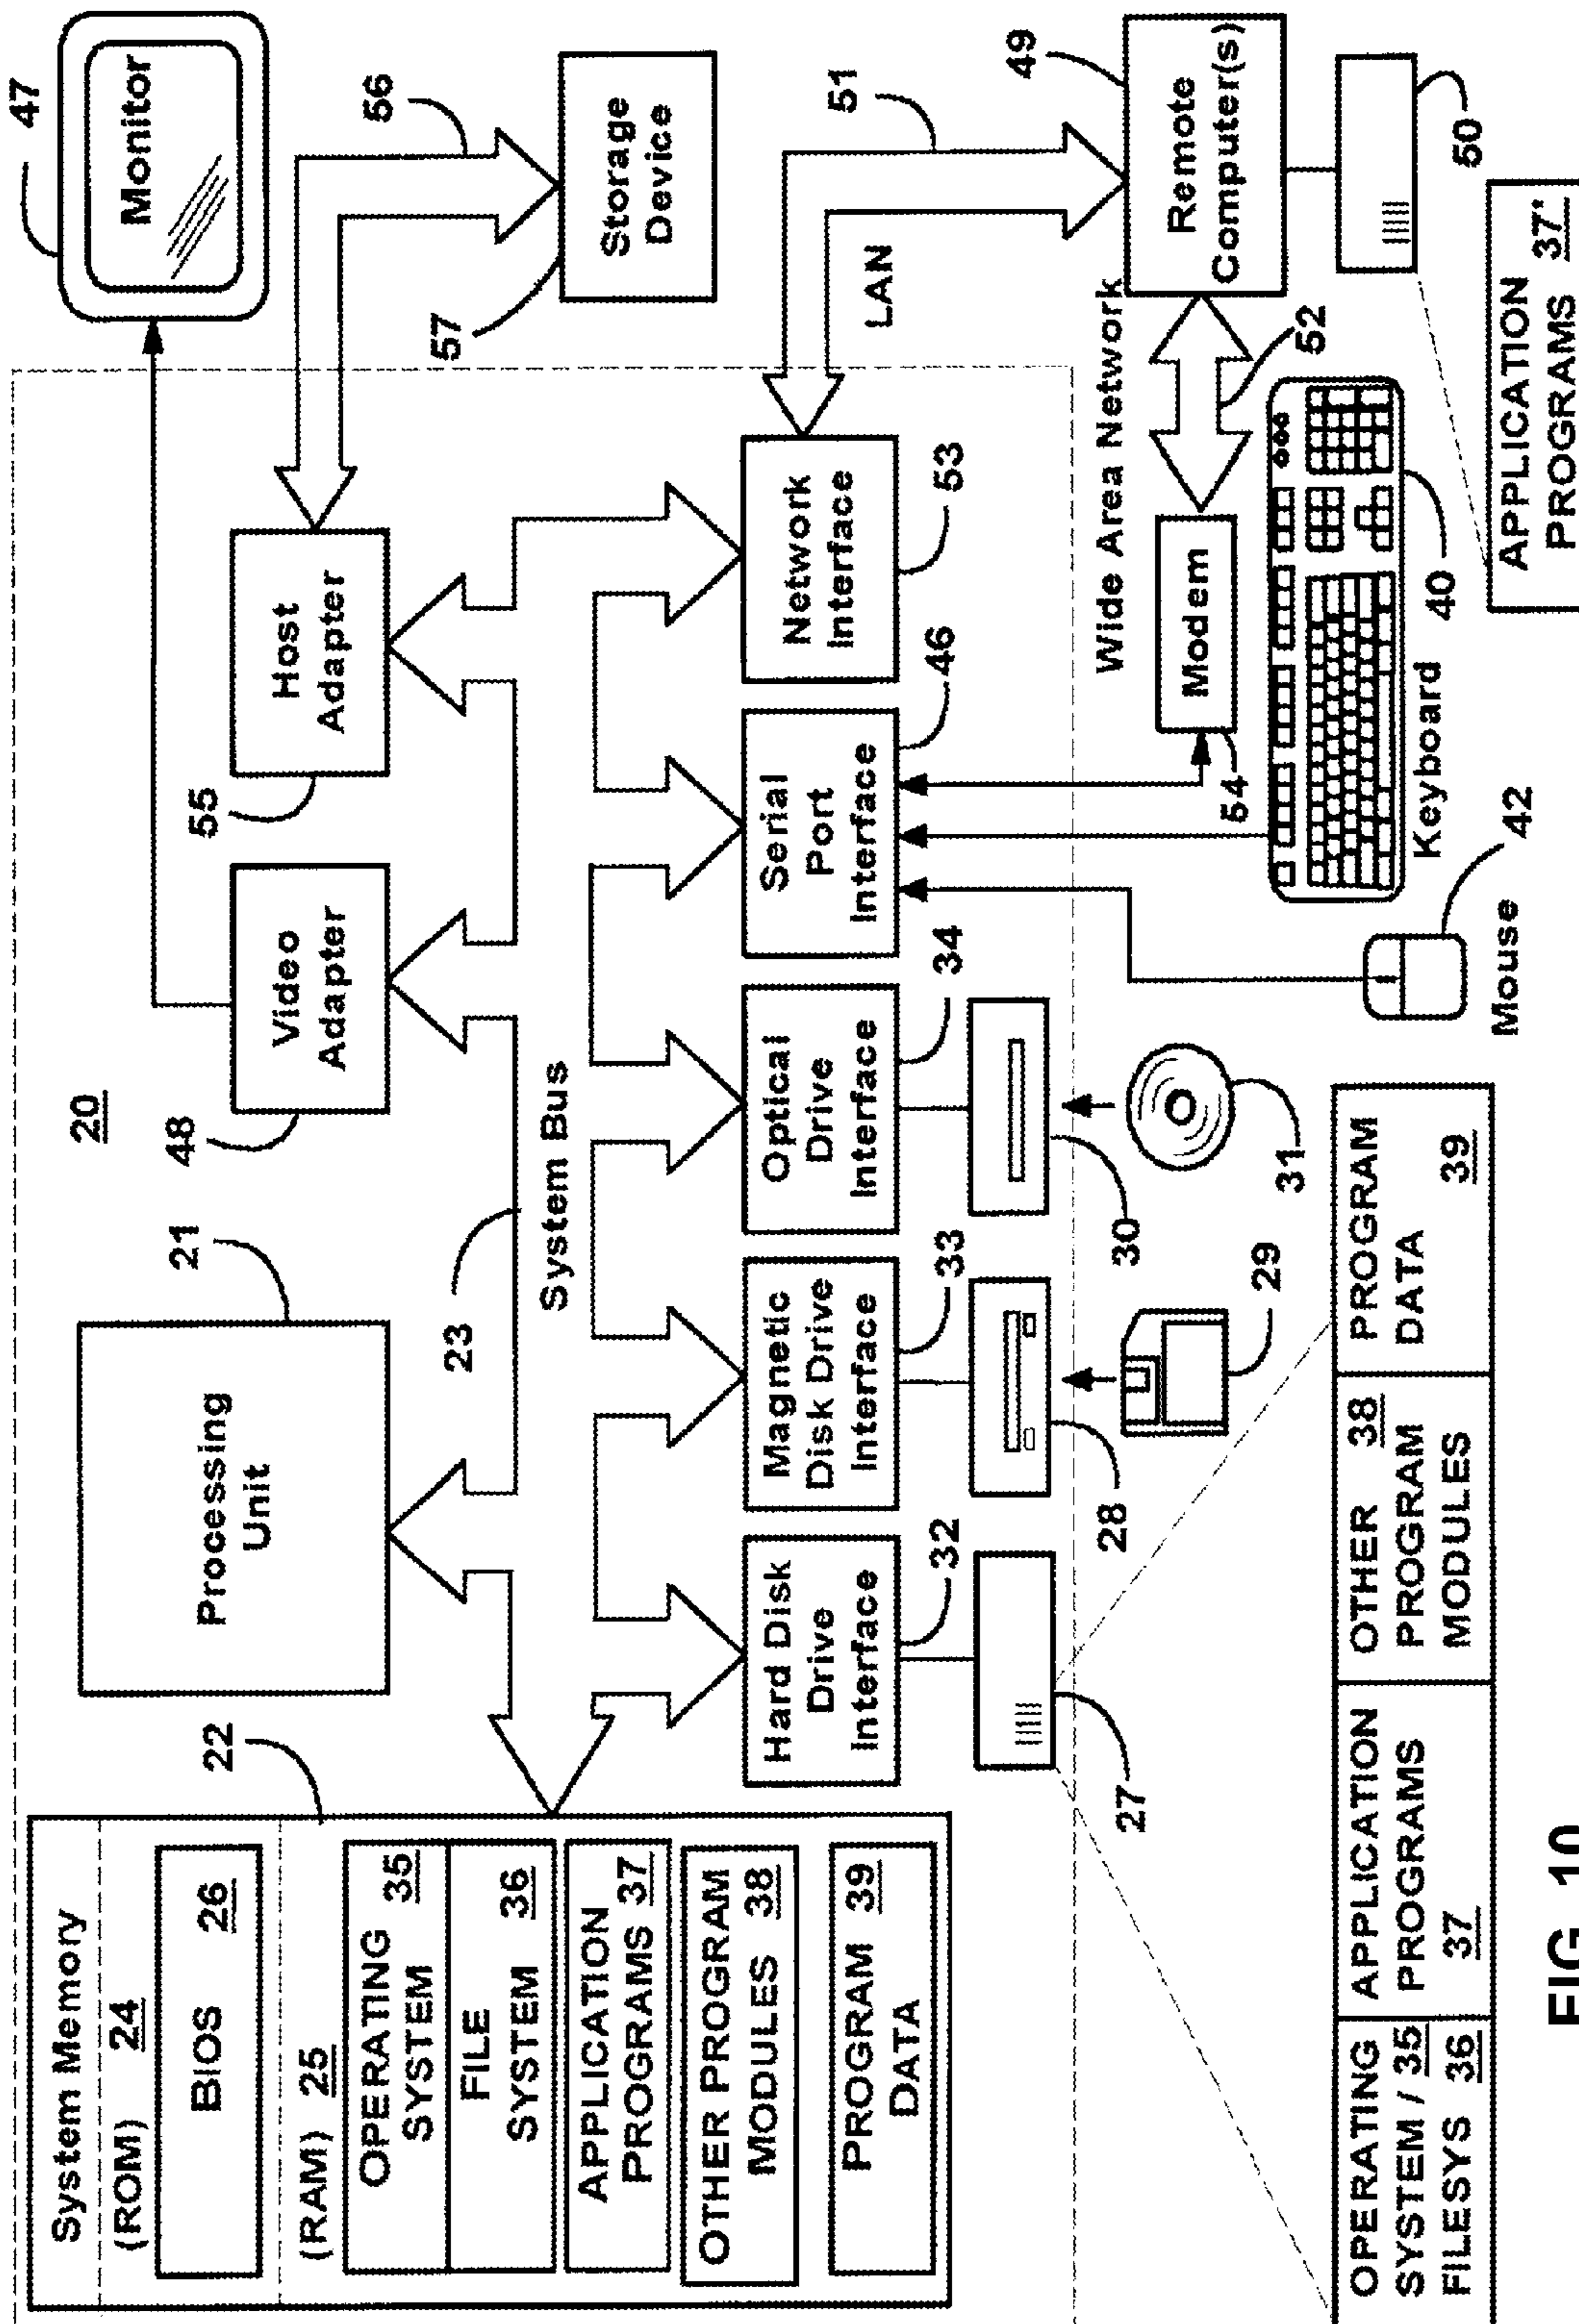 System Memory
(ROM) 24
BIOS 26
(RAM) 25
OPERATING
SYSTEM 35
FILE
SYSTEM 36
APPLICATION
PROGRAMS 37
OTHER PROGRAM
MODULES 38
PROGRAM 39
DATA
22
20
Processing
Unit
21
23
System Bus
48
Video
Adapter
55
Host
Adapter
47
Monitor
56
57
Storage
Device
Hard Disk
Drive
Interface
32
Magnetic
Disk Drive
Interface
33
Optical
Drive
Interface
34
Serial
Port
Interface
46
Network
Interface
53
LAN
51
27
28
29
30
31
Wide Area Network
Modem
54
52
Remote
Computer(s)
49
50
Keyboard
40
Mouse
42
OPERATING
SYSTEM / 35
FILESYS 36
APPLICATION
PROGRAMS
37
OTHER 38
PROGRAM
MODULES
PROGRAM
DATA 39
APPLICATION
PROGRAMS 37'
FIG. 10